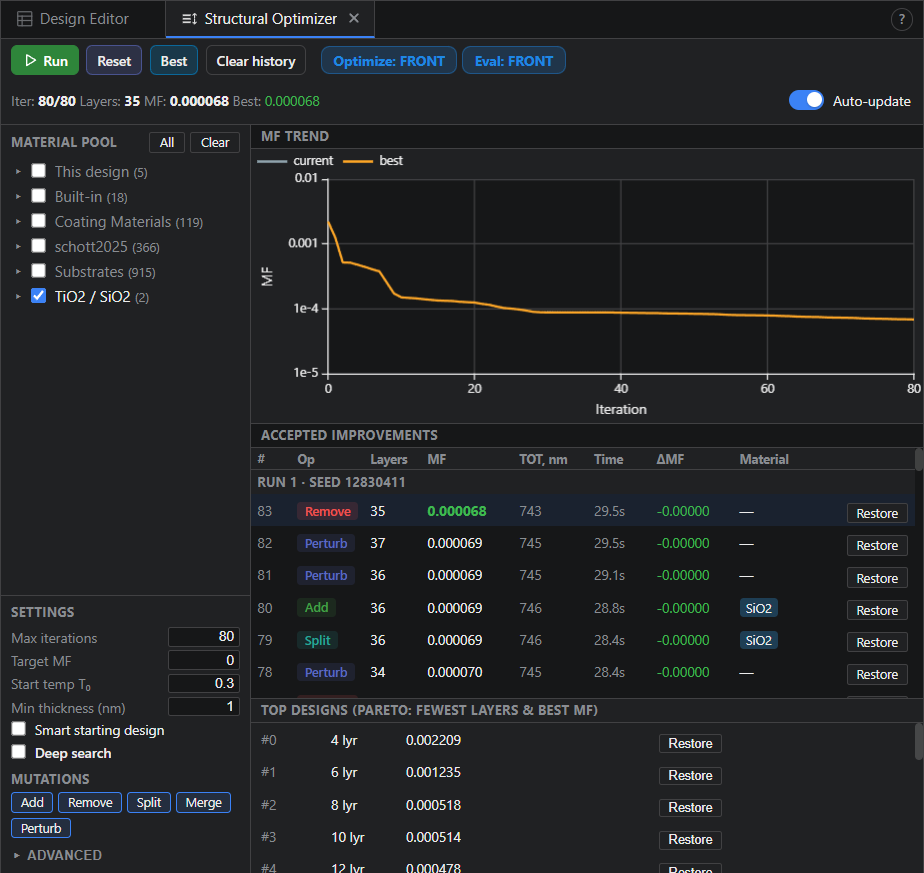 Design Editor Structural Optimizer ✕ ?
Run Reset Best Clear history Optimize: FRONT Eval: FRONT
Iter: 80/80 Layers: 35 MF: 0.000068 Best: 0.000068 Auto-update
MATERIAL POOL All Clear
This design (5)
Built-in (18)
Coating Materials (119)
schott2025 (366)
Substrates (915)
TiO2 / SiO2 (2)
SETTINGS
Max iterations 80
Target MF 0
Start temp T₀ 0.3
Min thickness (nm) 1
Smart starting design
Deep search
MUTATIONS
Add Remove Split Merge
Perturb
ADVANCED
MF TREND
current best
0.01
0.001
1e-4
1e-5
MF
0 20 40 60 80
Iteration
ACCEPTED IMPROVEMENTS
# Op Layers MF TOT, nm Time ΔMF Material
RUN 1 · SEED 12830411
83 Remove 35 0.000068 743 29.5s -0.00000 — Restore
82 Perturb 37 0.000069 745 29.5s -0.00000 — Restore
81 Perturb 36 0.000069 745 29.1s -0.00000 — Restore
80 Add 36 0.000069 746 28.8s -0.00000 SiO2 Restore
79 Split 36 0.000069 746 28.4s -0.00000 SiO2 Restore
78 Perturb 34 0.000070 745 28.4s -0.00000 — Restore
TOP DESIGNS (PARETO: FEWEST LAYERS & BEST MF)
#0 4 lyr 0.002209 Restore
#1 6 lyr 0.001235 Restore
#2 8 lyr 0.000518 Restore
#3 10 lyr 0.000514 Restore
#4 12 lyr 0.000478 Restore